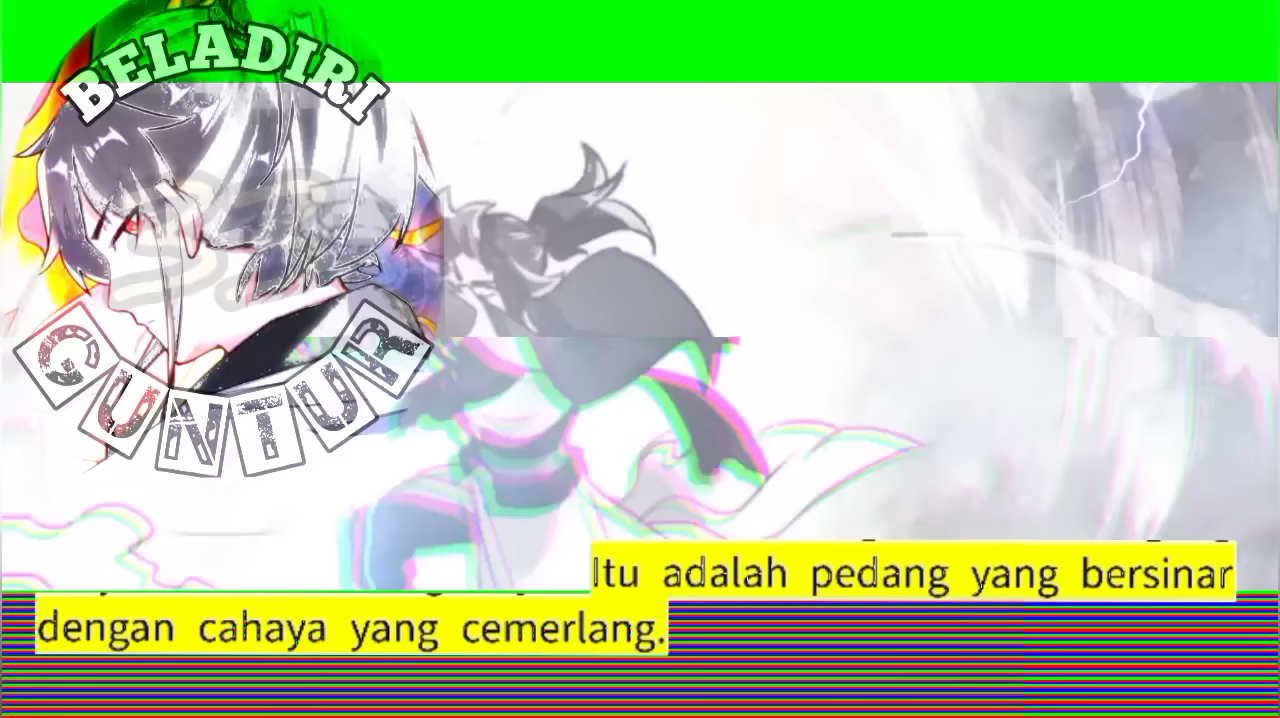 BELADIRI
GUNTUR
Itu adalah pedang yang bersinar
dengan cahaya yang cemerlang.